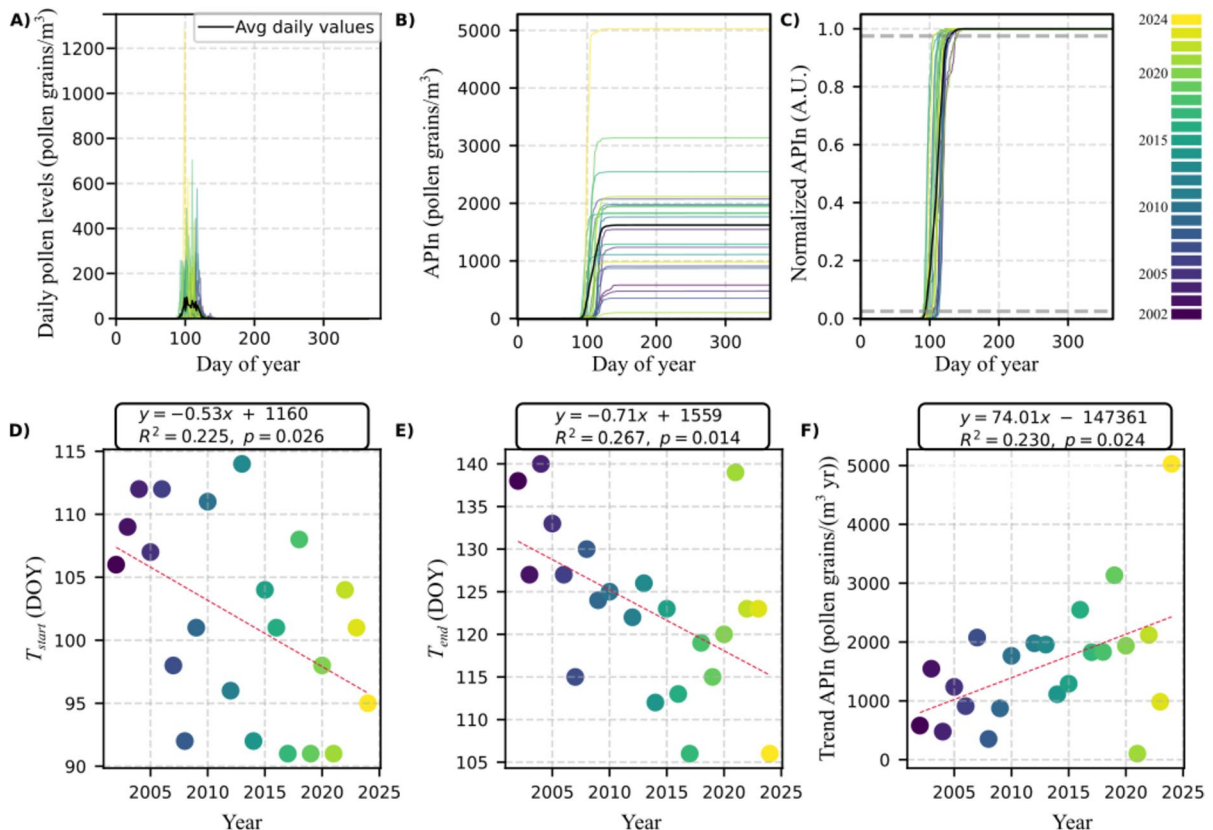 A)
Avg daily values
Daily pollen levels (pollen grains/m³)
1200
1000
800
600
400
200
0
0 100 200 300
Day of year
B)
APIn (pollen grains/m³)
5000
4000
3000
2000
1000
0
0 100 200 300
Day of year
C)
Normalized APIn (A.U.)
1.0
0.8
0.6
0.4
0.2
0.0
0 100 200 300
Day of year
2024
2020
2015
2010
2005
2002
D)
y = −0.53x + 1160
R² = 0.225, p = 0.026
T_start (DOY)
115
110
105
100
95
90
2005 2010 2015 2020 2025
Year
E)
y = −0.71x + 1559
R² = 0.267, p = 0.014
T_end (DOY)
140
135
130
125
120
115
110
105
2005 2010 2015 2020 2025
Year
F)
y = 74.01x − 147361
R² = 0.230, p = 0.024
Trend APIn (pollen grains/(m³ yr))
5000
4000
3000
2000
1000
0
2005 2010 2015 2020 2025
Year